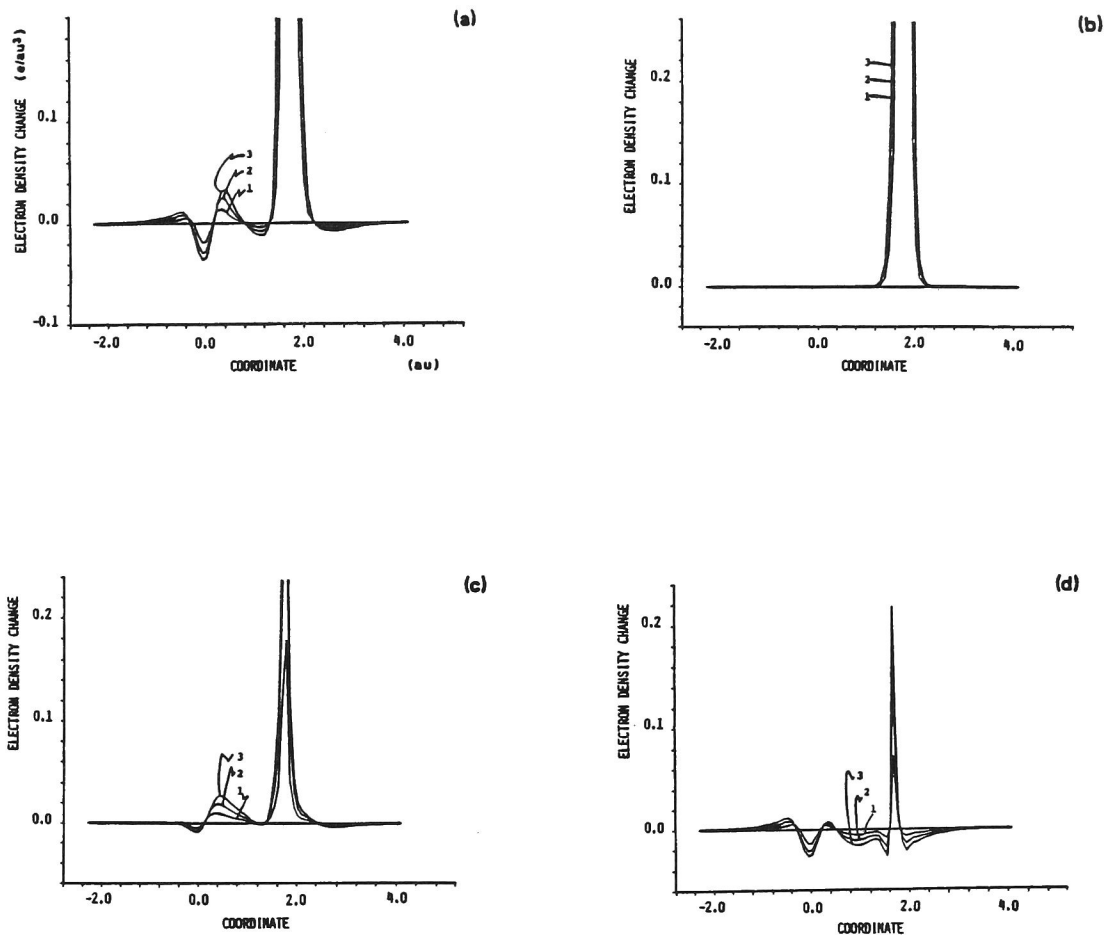 (a)
ELECTRON DENSITY CHANGE (e/au³)
0.1
0.0
-0.1
3
2
1
-2.0 0.0 2.0 4.0
COORDINATE (au)
(b)
ELECTRON DENSITY CHANGE
0.2
0.1
0.0
3
2
1
-2.0 0.0 2.0 4.0
COORDINATE
(c)
ELECTRON DENSITY CHANGE
0.2
0.1
0.0
3
2
1
-2.0 0.0 2.0 4.0
COORDINATE
(d)
ELECTRON DENSITY CHANGE
0.2
0.1
0.0
3
2
1
-2.0 0.0 2.0 4.0
COORDINATE